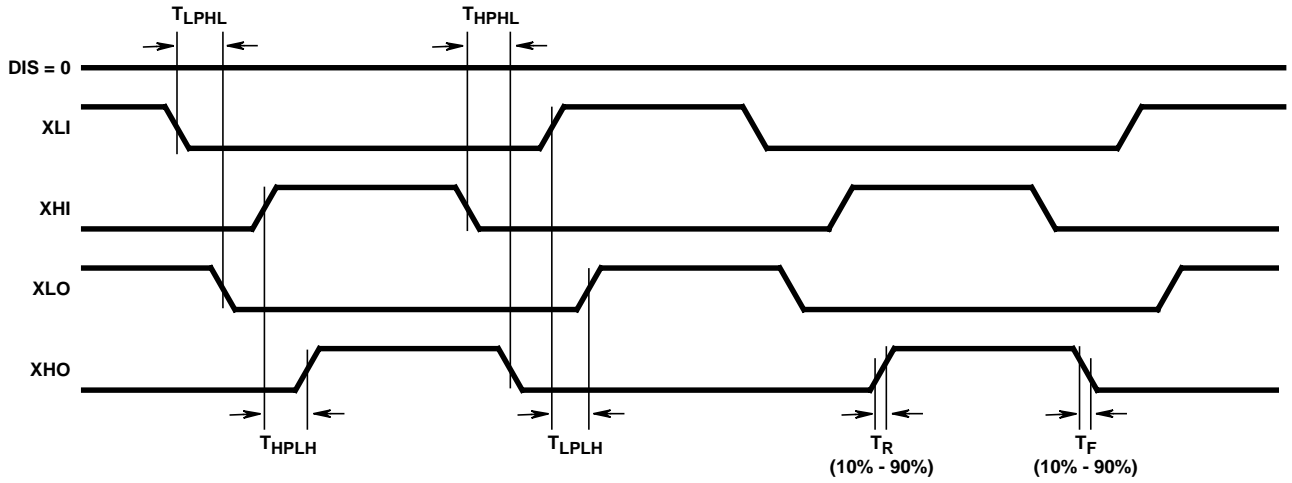 TLPHL
THPHL
DIS = 0
XLI
XHI
XLO
XHO
THPLH
TLPLH
TR
(10% - 90%)
TF
(10% - 90%)